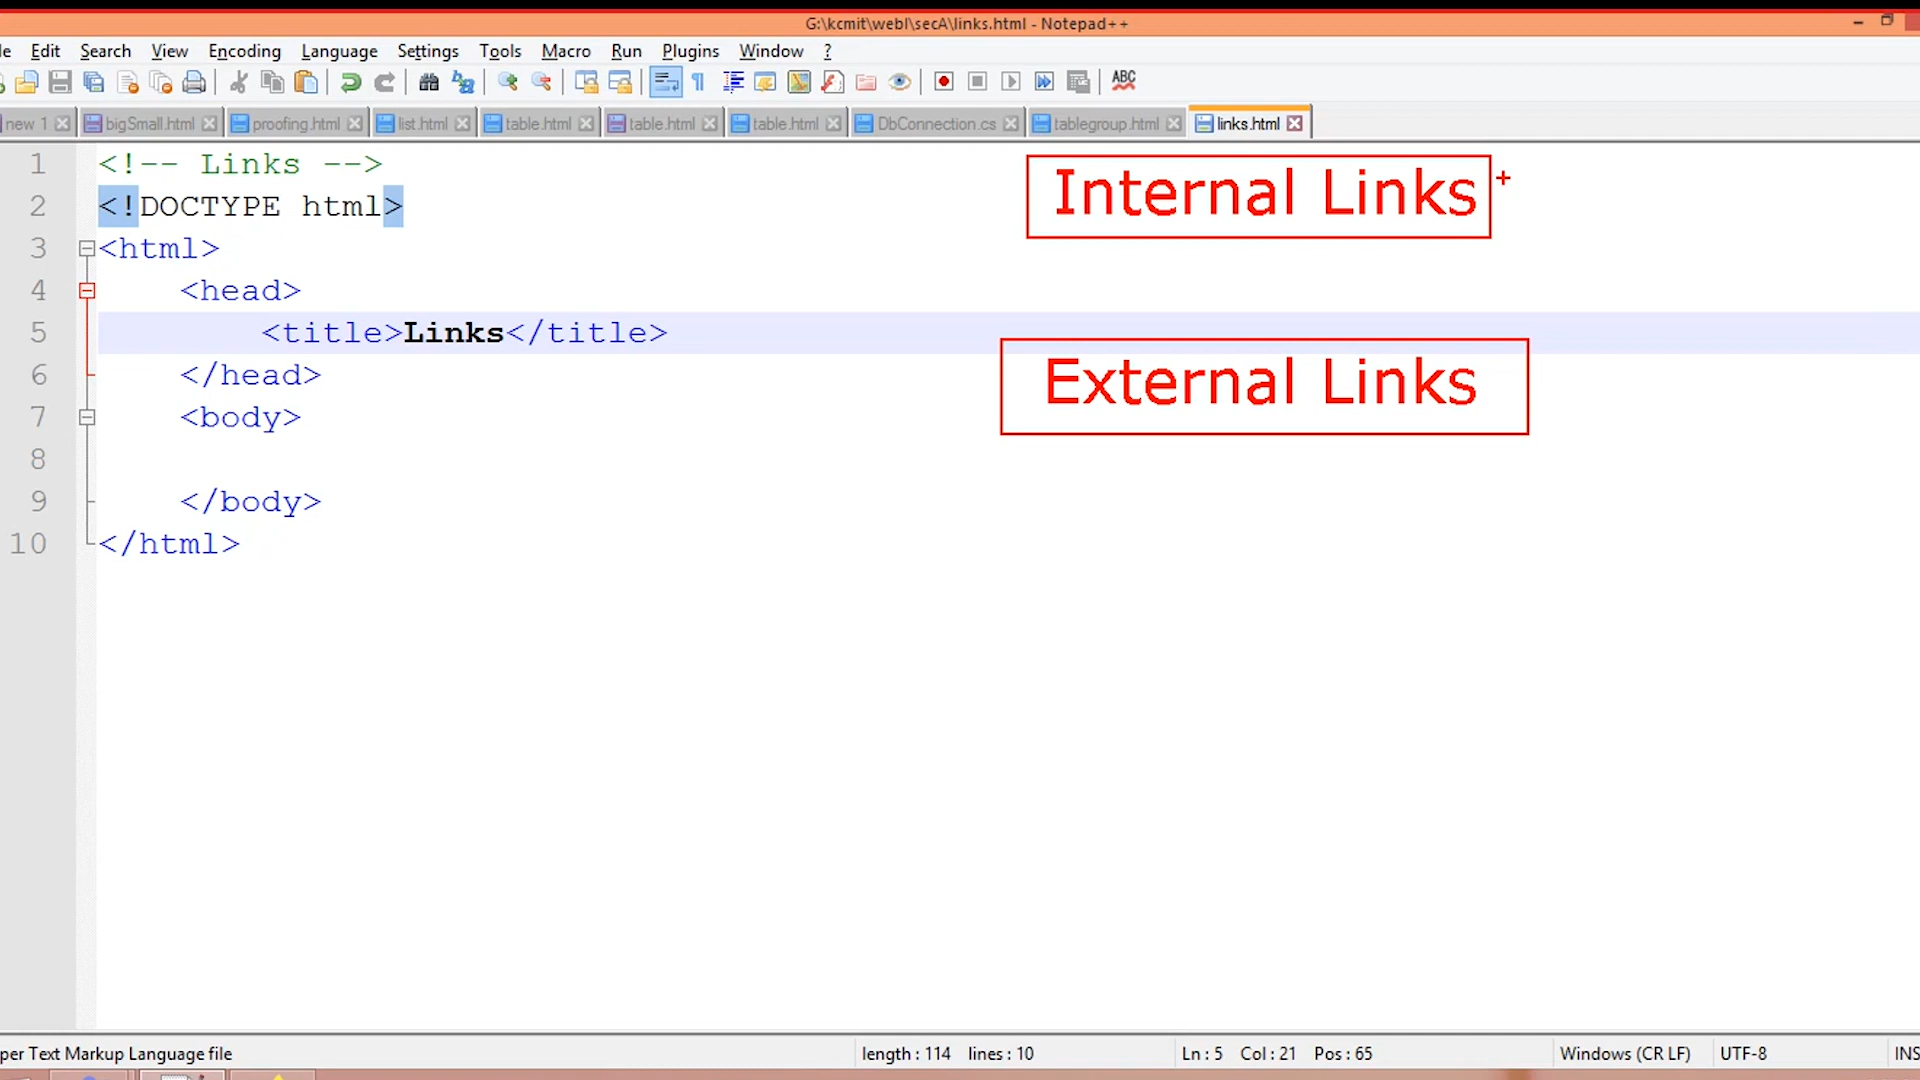 G:\kcmit\webI\secA\links.html - Notepad++
le Edit Search View Encoding Language Settings Tools Macro Run Plugins Window ?
ABC
new 1 bigSmall.html proofing.html list.html table.html table.html table.html DbConnection.cs tablegroup.html links.html
1 <!-- Links -->
Internal Links
2 <!DOCTYPE html>
3 <html>
4 <head>
5 <title>Links</title>
6 </head>
External Links
7 <body>
8
9 </body>
10 </html>
per Text Markup Language file length : 114 lines : 10 Ln : 5 Col : 21 Pos : 65 Windows (CR LF) UTF-8 INS